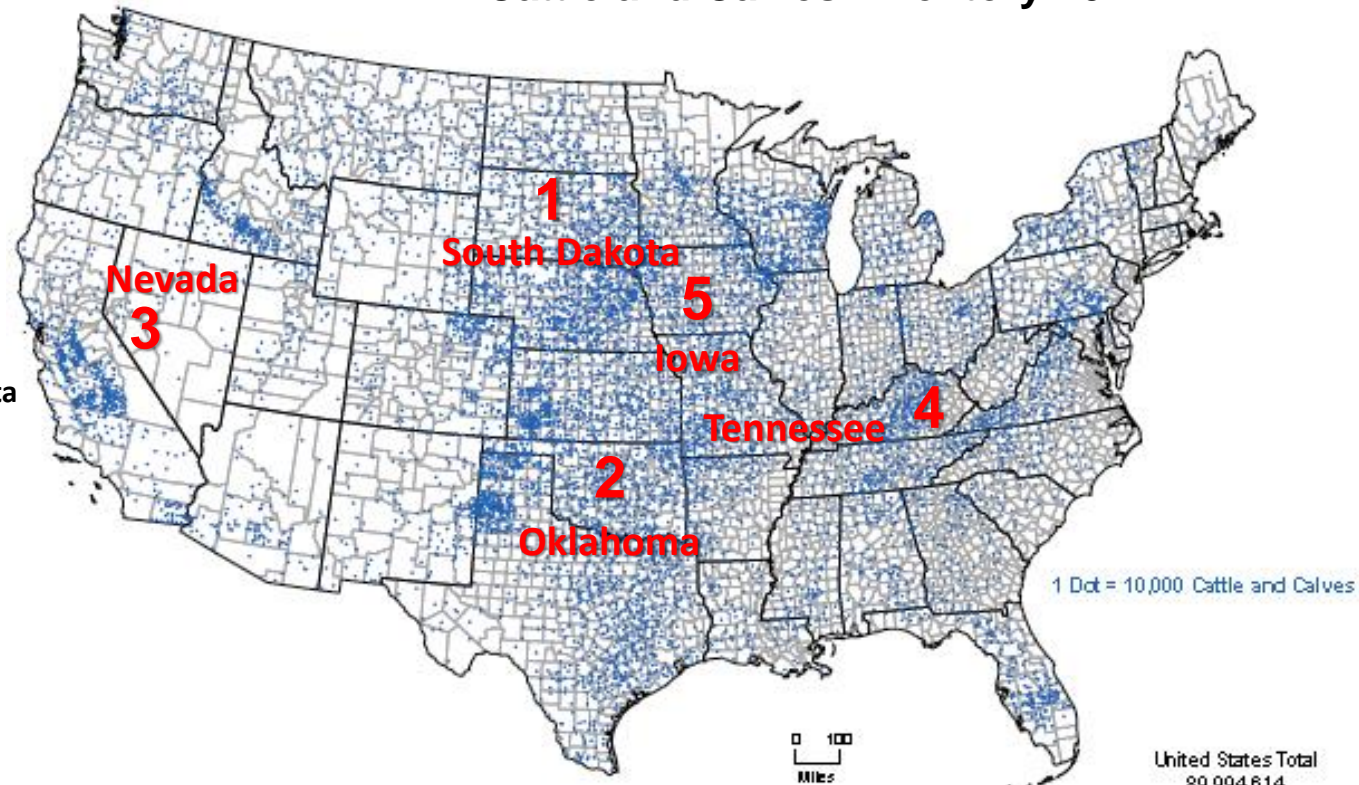 1
South Dakota
Nevada
3
5
Iowa
4
Tennessee
2
Oklahoma
1 Dot = 10,000 Cattle and Calves
0 100
Miles
United States Total